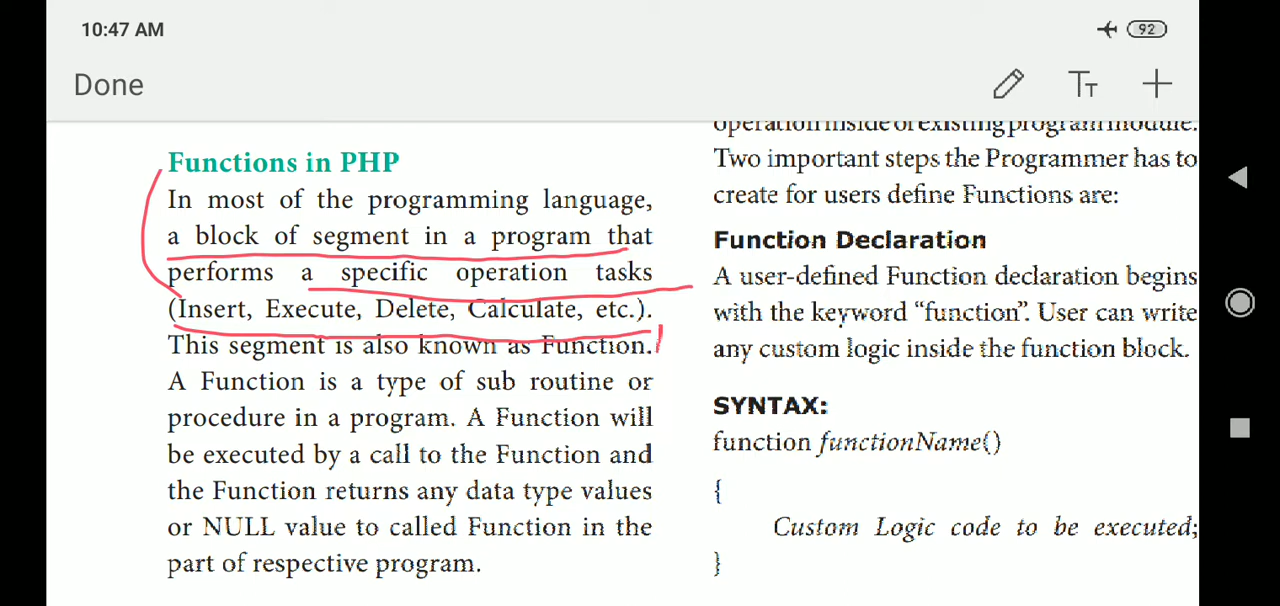 10:47 AM
92
Done
Functions in PHP
In most of the programming language,
a block of segment in a program that
performs a specific operation tasks
(Insert, Execute, Delete, Calculate, etc.).
This segment is also known as Function.
A Function is a type of sub routine or
procedure in a program. A Function will
be executed by a call to the Function and
the Function returns any data type values
or NULL value to called Function in the
part of respective program.
operation inside of existing program module.
Two important steps the Programmer has to
create for users define Functions are:
Function Declaration
A user-defined Function declaration begins
with the keyword “function”. User can write
any custom logic inside the function block.
SYNTAX:
function functionName()
{
Custom Logic code to be executed;
}